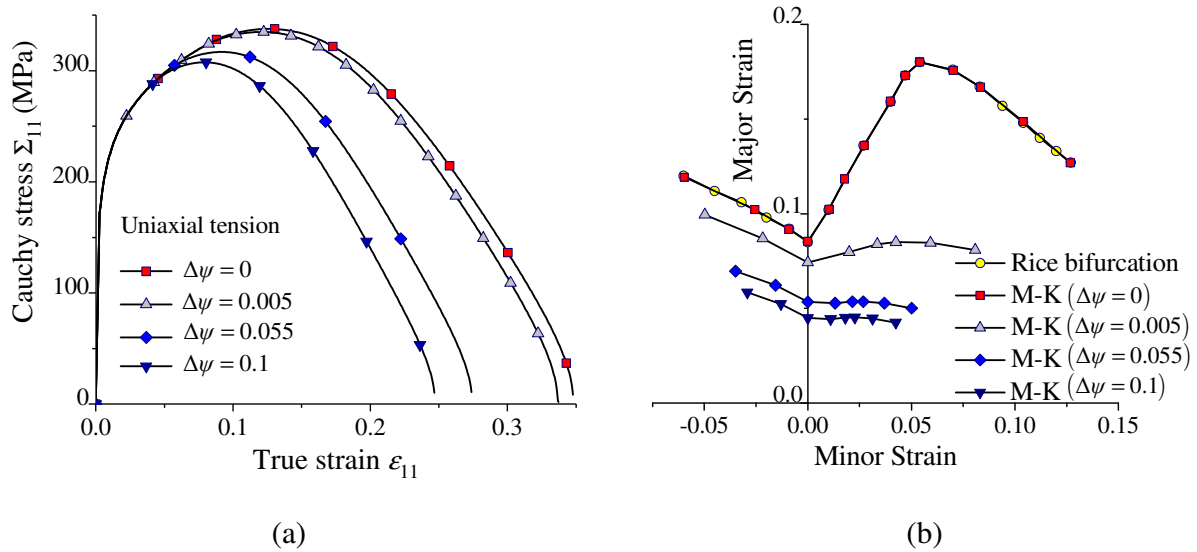 Cauchy stress Σ₁₁ (MPa)
300
200
100
0
0.0 0.1 0.2 0.3
True strain ε₁₁
Uniaxial tension
Δψ = 0
Δψ = 0.005
Δψ = 0.055
Δψ = 0.1
(a)
Major Strain
0.2
0.1
0.0
-0.05 0.00 0.05 0.10 0.15
Minor Strain
Rice bifurcation
M-K (Δψ = 0)
M-K (Δψ = 0.005)
M-K (Δψ = 0.055)
M-K (Δψ = 0.1)
(b)